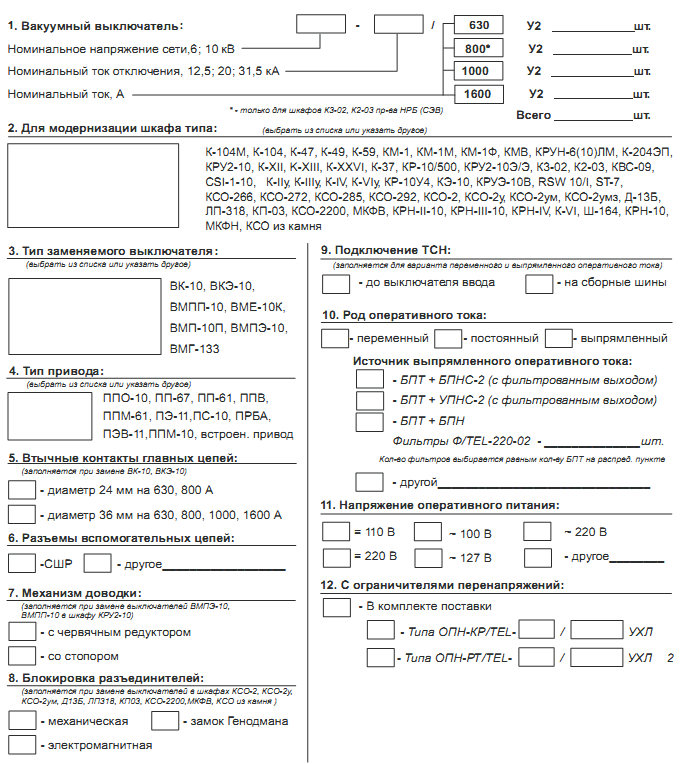 1. Вакуумный выключатель: - / 630 У2 ____________шт.
Номинальное напряжение сети,6; 10 кВ 800* У2 ____________шт.
Номинальный ток отключения, 12,5; 20; 31,5 кА 1000 У2 ____________шт.
Номинальный ток, А 1600 У2 ____________шт.
* - только для шкафов КЗ-02, К2-03 пр-ва НРБ (СЭВ)
Всего ____________шт.
2. Для модернизации шкафа типа: (выбрать из списка или указать другое)
К-104М, К-104, К-47, К-49, К-59, КМ-1, КМ-1М, КМ-1Ф, КМВ, КРУН-6(10)ЛМ, К-204ЭП,
КРУ2-10, К-XII, К-XIII, К-XXVI, К-37, КР-10/500, КРУ2-10Э/Э, КЗ-02, К2-03, КВС-09,
CSI-1-10, К-IIу, К-IIIу, К-IV, К-VIу, КР-10У4, КЭ-10, КРУЭ-10В, RSW 10/I, ST-7,
КСО-266, КСО-272, КСО-285, КСО-292, КСО-2, КСО-2у, КСО-2ум, КСО-2умз, Д-13Б,
ЛП-318, КП-03, КСО-2200, МКФВ, КРН-II-10, КРН-III-10, КРН-IV, К-VI, Ш-164, КРН-10,
МКФН, КСО из камня
3. Тип заменяемого выключателя:
(выбрать из списка или указать другое)
ВК-10, ВКЭ-10,
ВМПП-10, ВМЕ-10К,
ВМП-10П, ВМПЭ-10,
ВМГ-133
4. Тип привода:
(выбрать из списка или указать другое)
ППО-10, ПП-67, ПП-61, ППВ,
ППМ-61, ПЭ-11,ПС-10, ПРБА,
ПЭВ-11,ППМ-10, встроен. привод
5. Втычные контакты главных цепей:
(заполняется при замене ВК-10, ВКЭ-10)
- диаметр 24 мм на 630, 800 А
- диаметр 36 мм на 630, 800, 1000, 1600 А
6. Разъемы вспомогательных цепей:
-СШР - другое__________________
7. Механизм доводки:
(заполняется при замене выключателей ВМПЭ-10,
ВМПП-10 в шкафу КРУ2-10)
- с червячным редуктором
- со стопором
8. Блокировка разъединителей:
(заполняется при замене выключателей в шкафах КСО-2, КСО-2у,
КСО-2ум, Д13Б, ЛП318, КП03, КСО-2200,МКФВ, КСО из камня )
- механическая - замок Генодмана
- электромагнитная
9. Подключение ТСН:
(заполняется для варианта переменного и выпрямленного оперативного тока)
- до выключателя ввода - на сборные шины
10. Род оперативного тока:
- переменный - постоянный - выпрямленный
Источник выпрямленного оперативного тока:
- БПТ + БПНС-2 (с фильтрованным выходом)
- БПТ + УПНС-2 (с фильтрованным выходом)
- БПТ + БПН
Фильтры Ф/TEL-220-02 - ______________шт.
Кол-во фильтров выбирается равным кол-ву БПТ на распред. пункте
- другой______________________________
11. Напряжение оперативного питания:
= 110 В ~ 100 В ~ 220 В
= 220 В ~ 127 В - другое________
12. С ограничителями перенапряжений:
- В комплекте поставки
- Типа ОПН-КР/TEL- / УХЛ
- Типа ОПН-РТ/TEL- / УХЛ 2